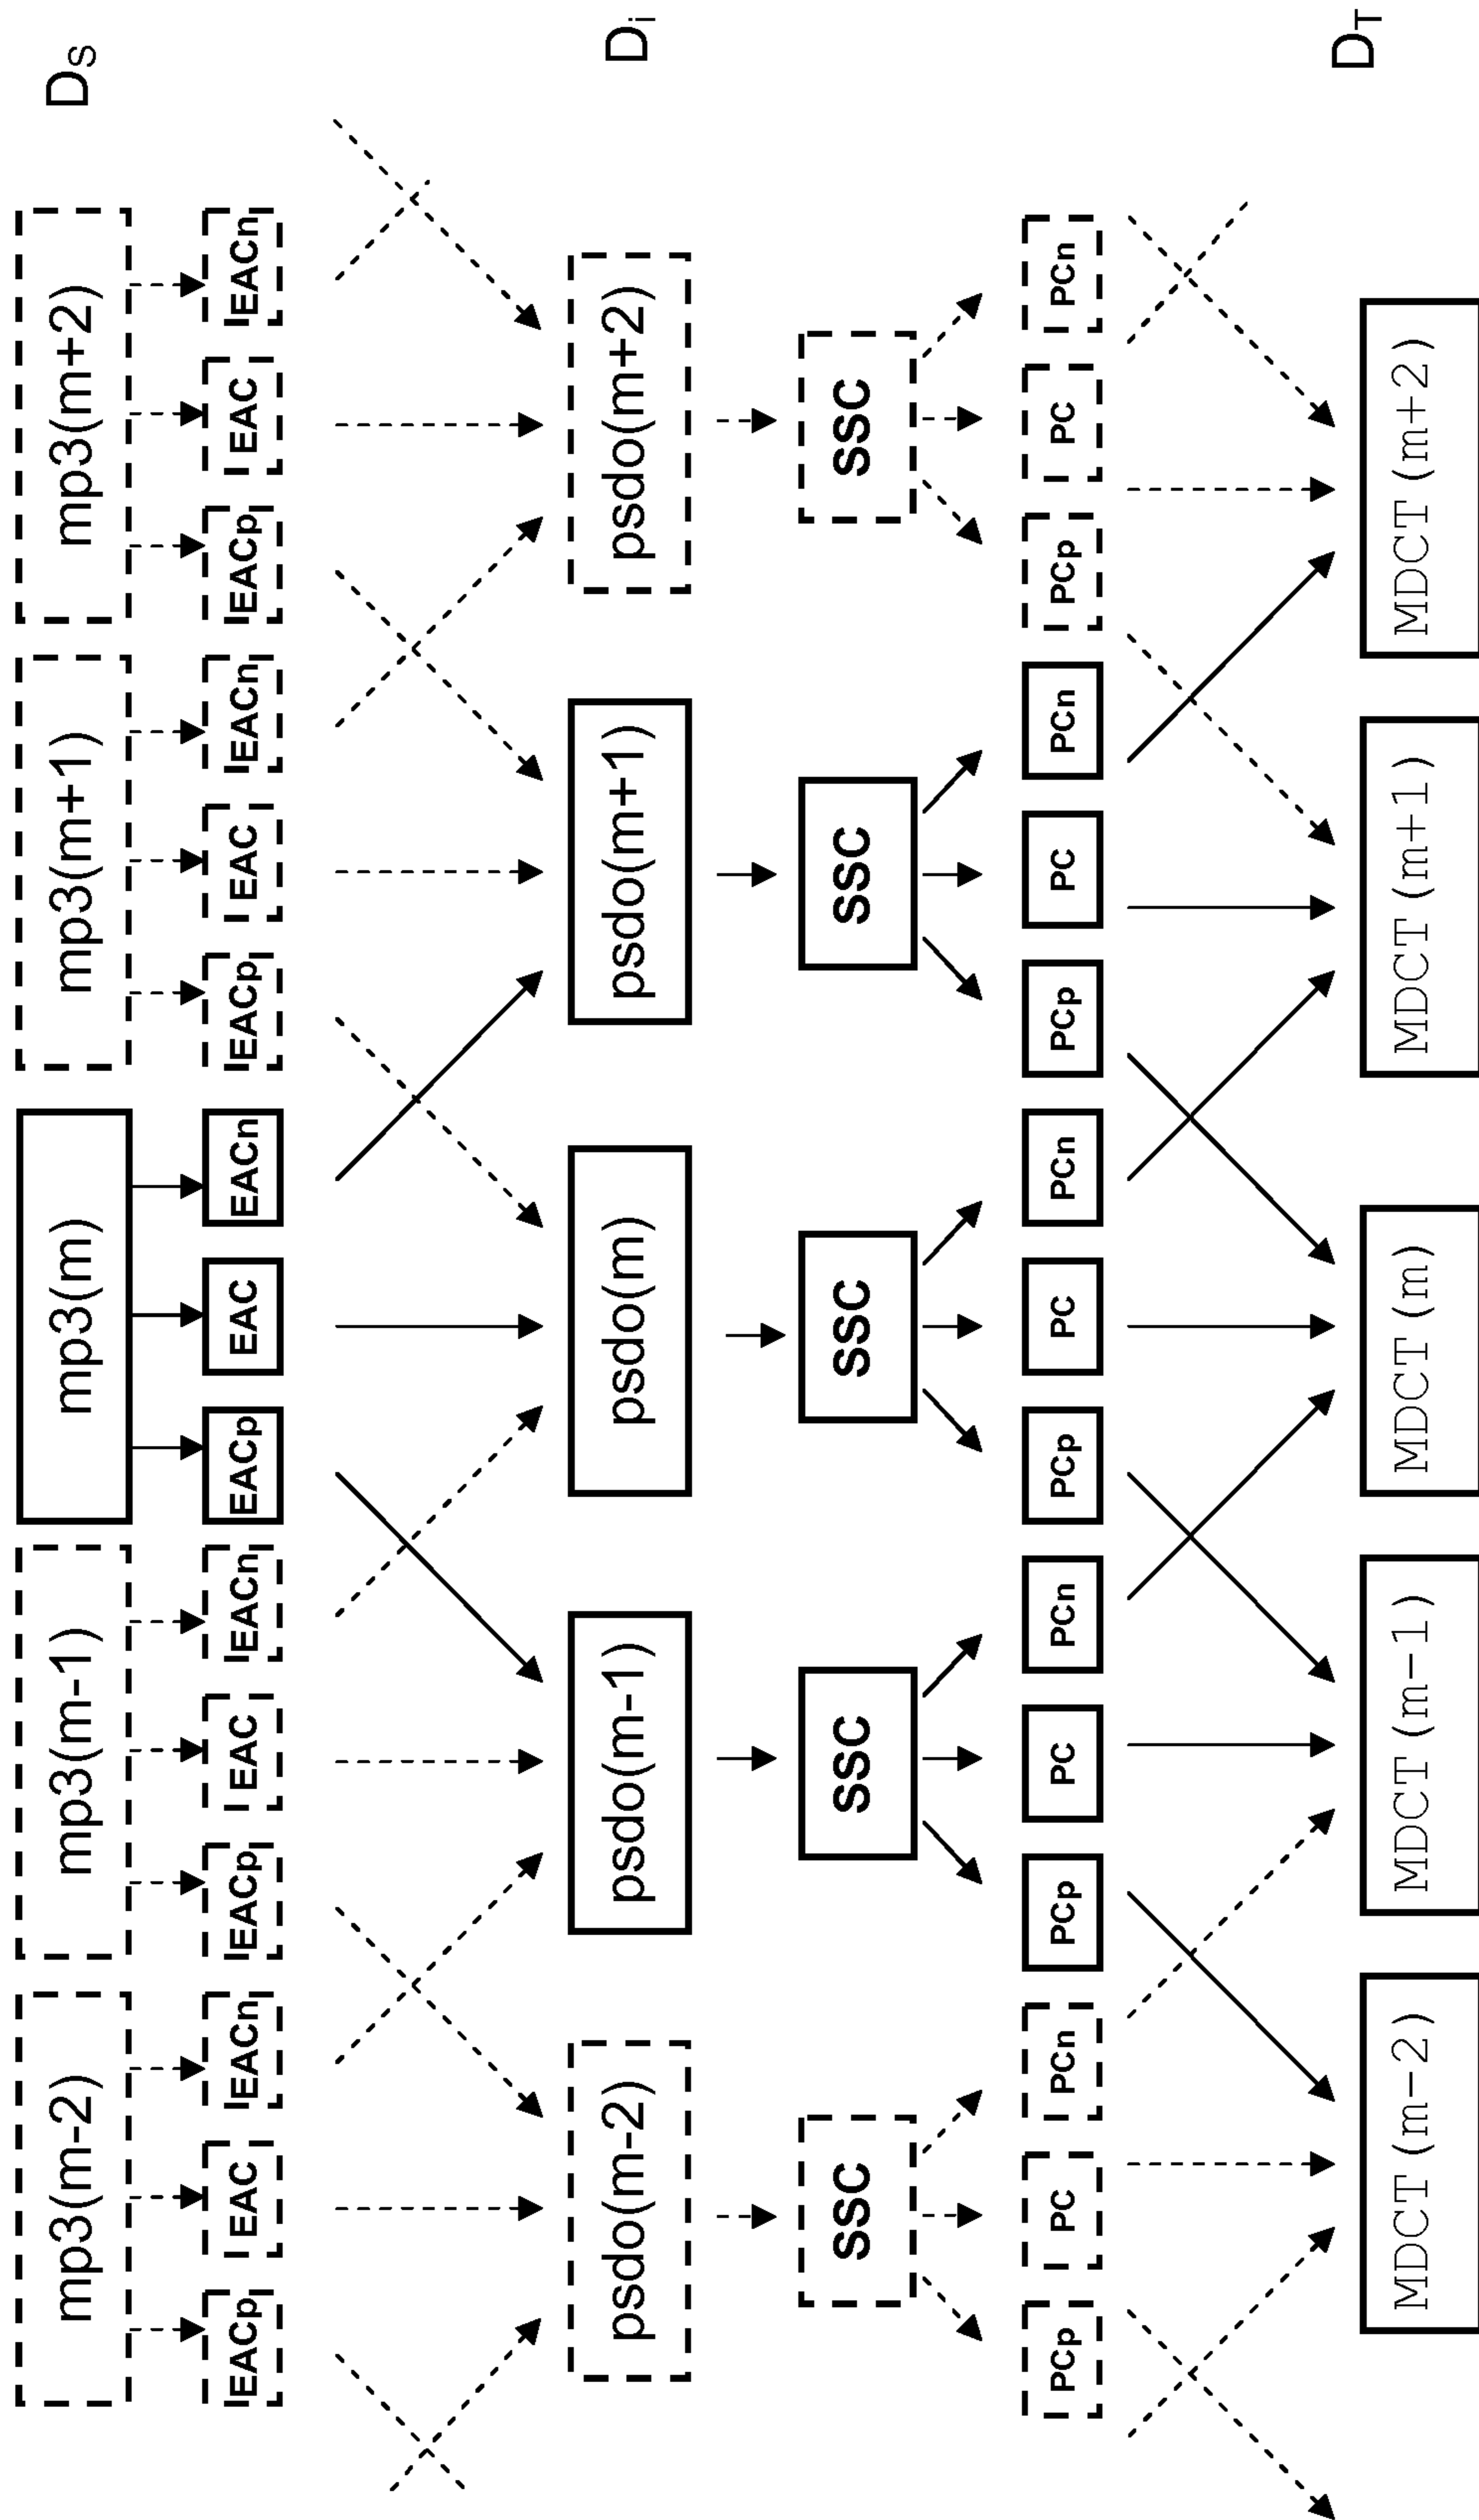 mp3(m-2)
mp3(m-1)
mp3(m)
mp3(m+1)
mp3(m+2)
DS
EACp
EAC
EACn
EACp
EAC
EACn
EACp
EAC
EACn
EACp
EAC
EACn
EACp
EAC
EACn
psdo(m-2)
psdo(m-1)
psdo(m)
psdo(m+1)
psdo(m+2)
Di
SSC
SSC
SSC
SSC
SSC
PCp
PC
PCn
PCp
PC
PCn
PCp
PC
PCn
PCp
PC
PCn
PCp
PC
PCn
MDCT (m-2)
MDCT (m-1)
MDCT (m)
MDCT (m+1)
MDCT (m+2)
DT